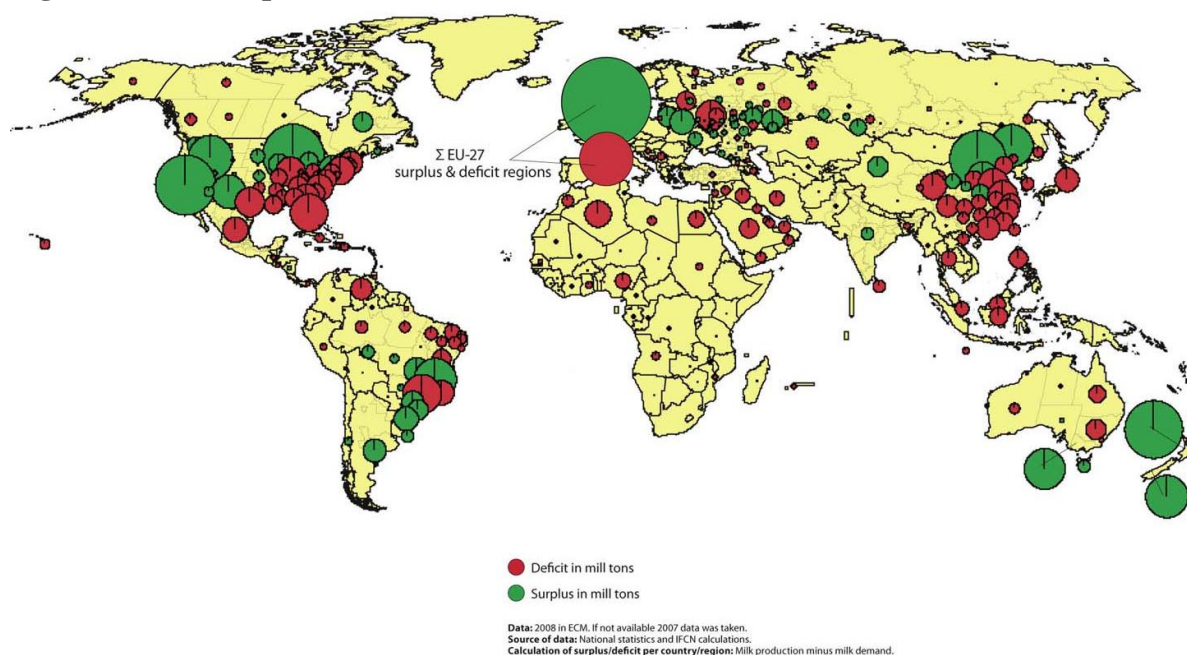 Σ EU-27
surplus & deficit regions
Deficit in mill tons
Surplus in mill tons
Data: 2008 in ECM. If not available 2007 data was taken.
Source of data: National statistics and IFCN calculations.
Calculation of surplus/deficit per country/region: Milk production minus milk demand.